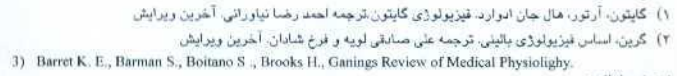 ۱) گایتون، آرتور، هال جان ادوارد. فیزیولوژی گایتون.ترجمه احمد رضا نیاورانی. آخرین ویرایش
۲) گرین، اساس فیزیولوژی بالینی. ترجمه علی صادقی لویه و فرخ شادان. آخرین ویرایش
3) Barret K. E., Barman S., Boitano S ., Brooks H., Ganings Review of Medical Physiolighy.